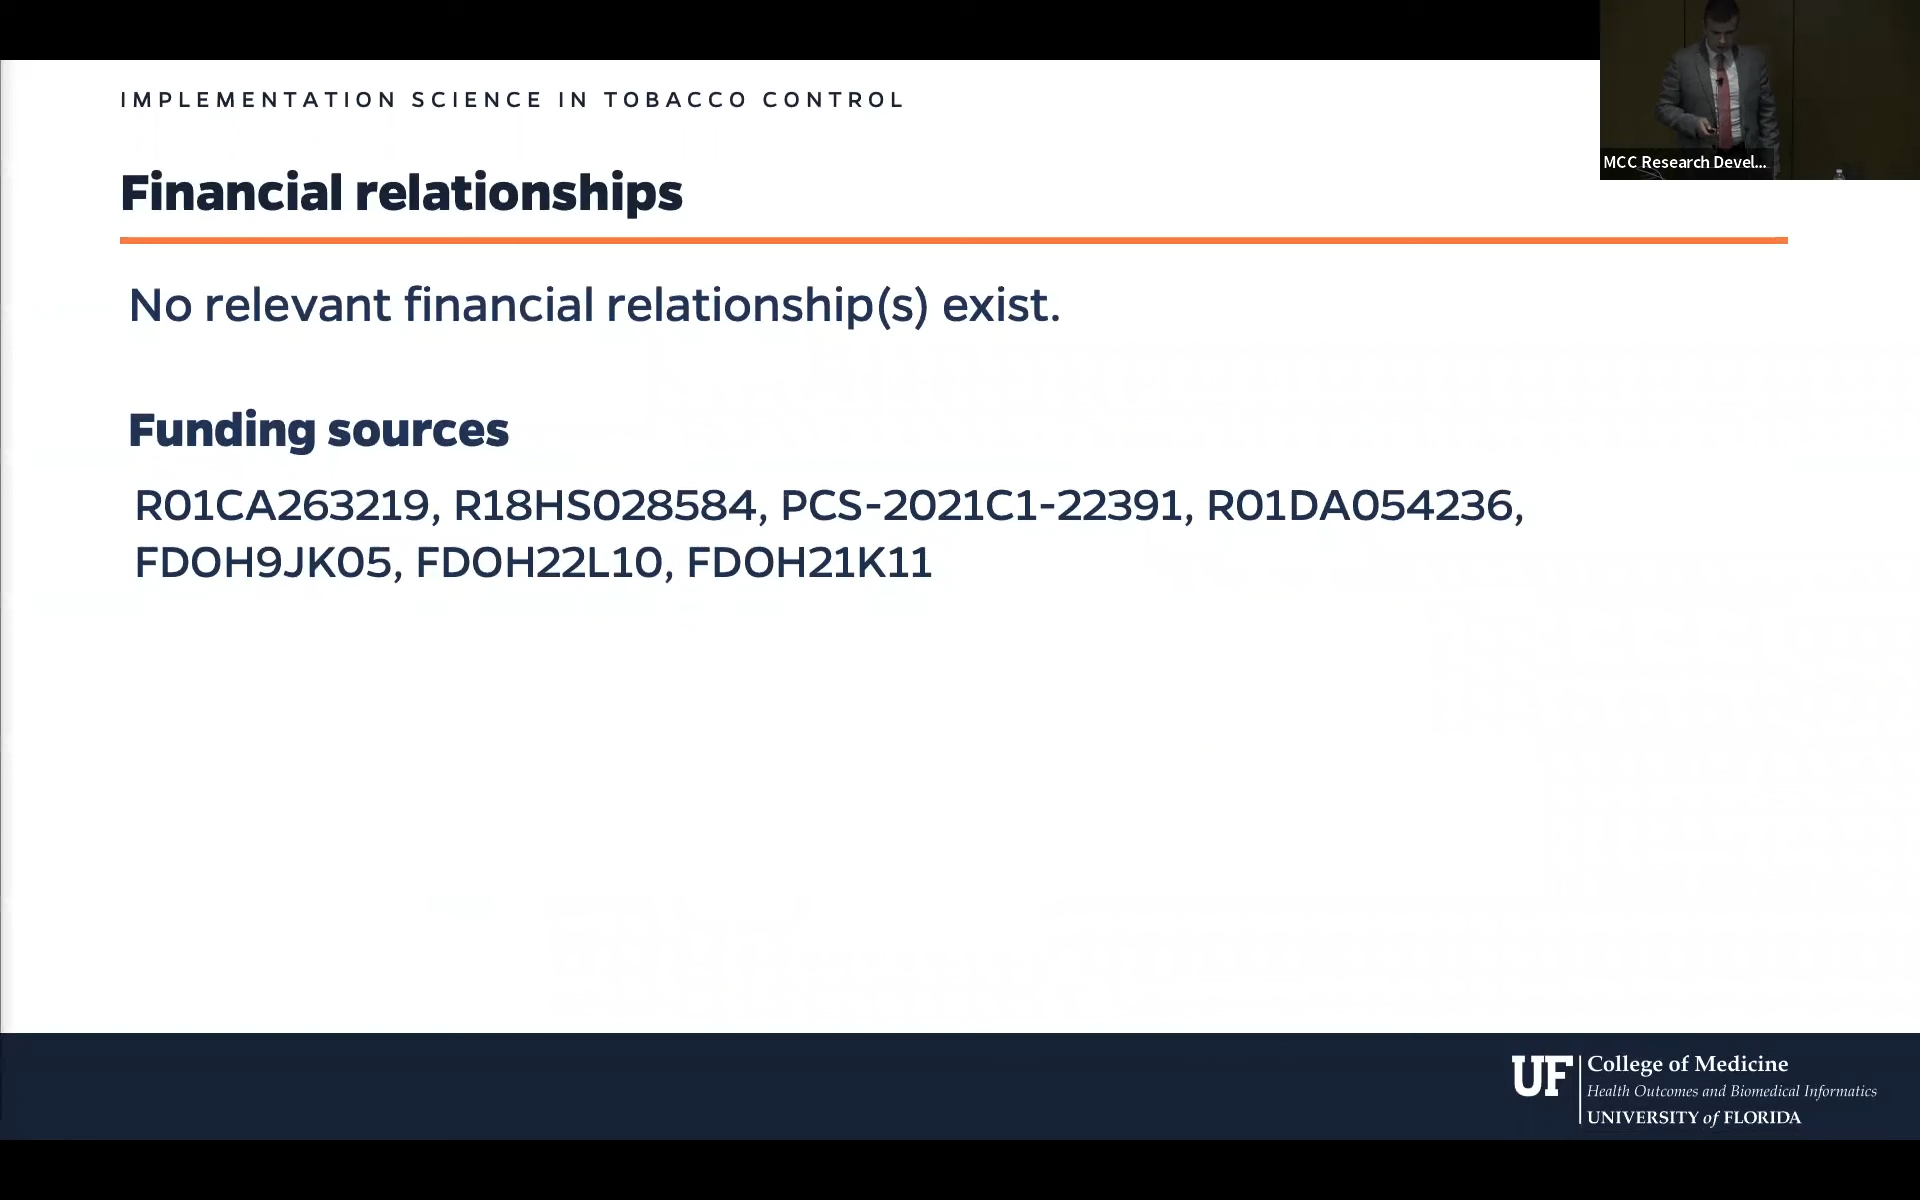 IMPLEMENTATION SCIENCE IN TOBACCO CONTROL
MCC Research Devel...
Financial relationships
No relevant financial relationship(s) exist.
Funding sources
R01CA263219, R18HS028584, PCS-2021C1-22391, R01DA054236,
FDOH9JK05, FDOH22L10, FDOH21K11
UF
College of Medicine
Health Outcomes and Biomedical Informatics
UNIVERSITY of FLORIDA